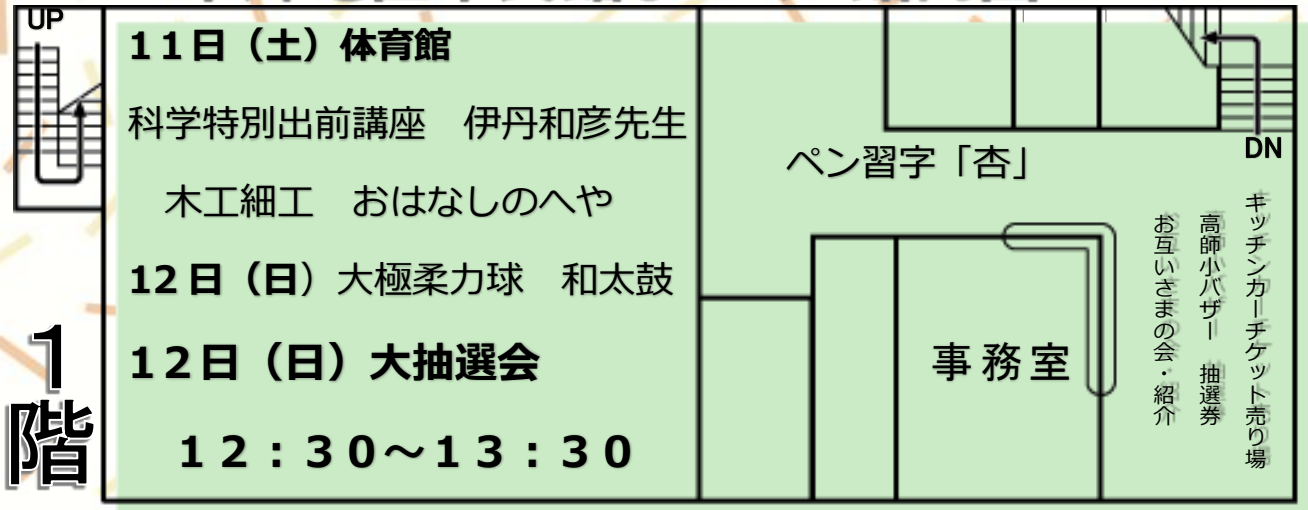 UP
11日（土）体育館
科学特別出前講座　伊丹和彦先生
木工細工　おはなしのへや
12日（日）大極柔力球　和太鼓
12日（日）大抽選会
12：30～13：30
1階
ペン習字「杏」
事務室
DN
キッチンカーチケット売り場
高師小バザー　抽選券
お互いさまの会・紹介